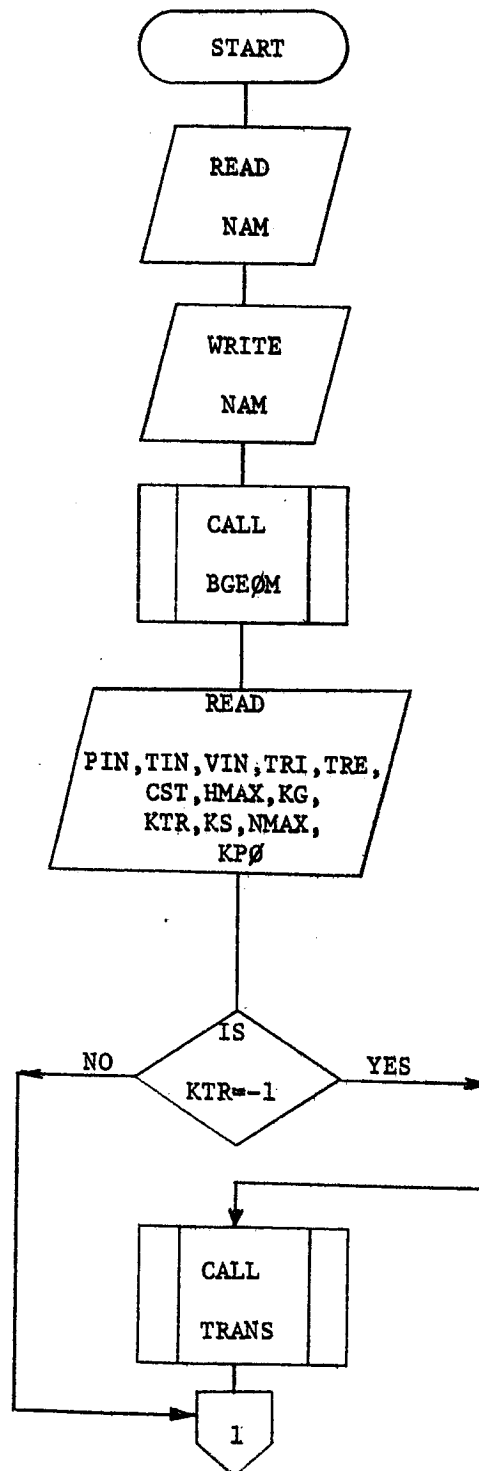 START
READ
NAM
WRITE
NAM
CALL
BGEØM
READ
PIN,TIN,VIN,TRI,TRE,
CST,HMAX,KG,
KTR,KS,NMAX,
KPØ
IS
NO
YES
KTR=-1
CALL
TRANS
1